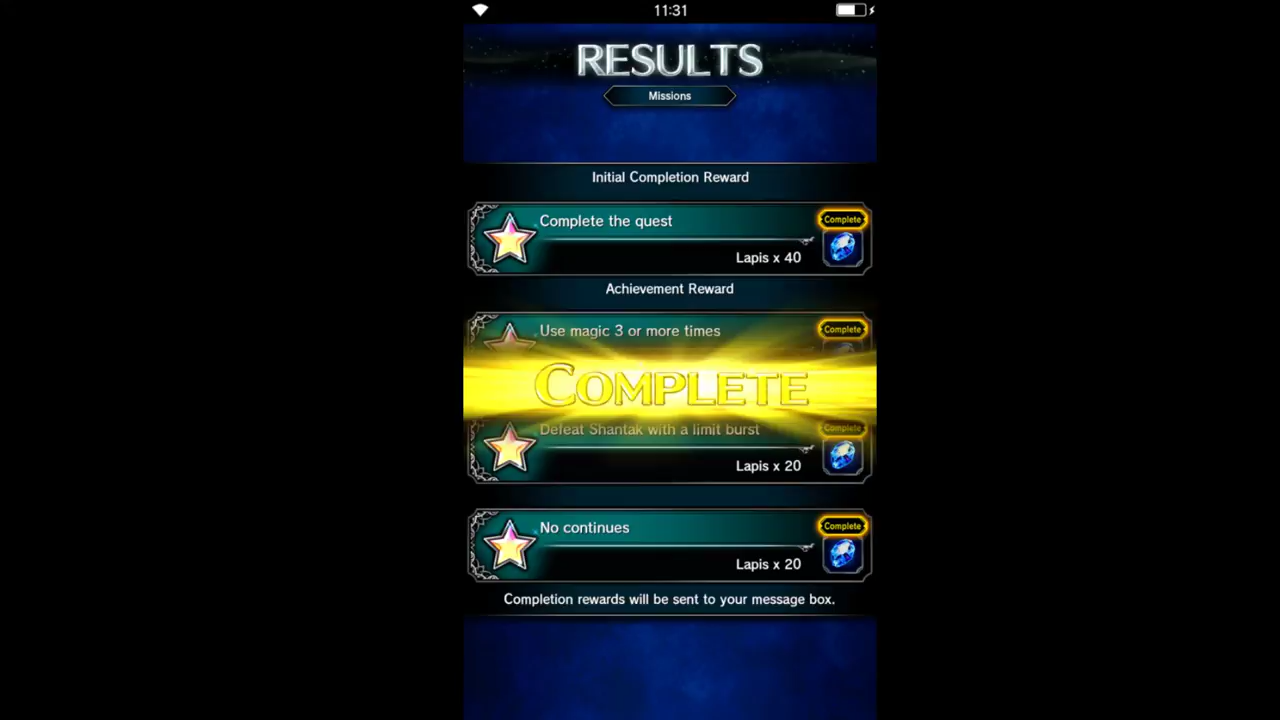 11:31
RESULTS
Missions
Initial Completion Reward
Complete the quest
Complete
Lapis x 40
Achievement Reward
Use magic 3 or more times
Complete
COMPLETE
Defeat Shantak with a limit burst
Complete
Lapis x 20
No continues
Complete
Lapis x 20
Completion rewards will be sent to your message box.